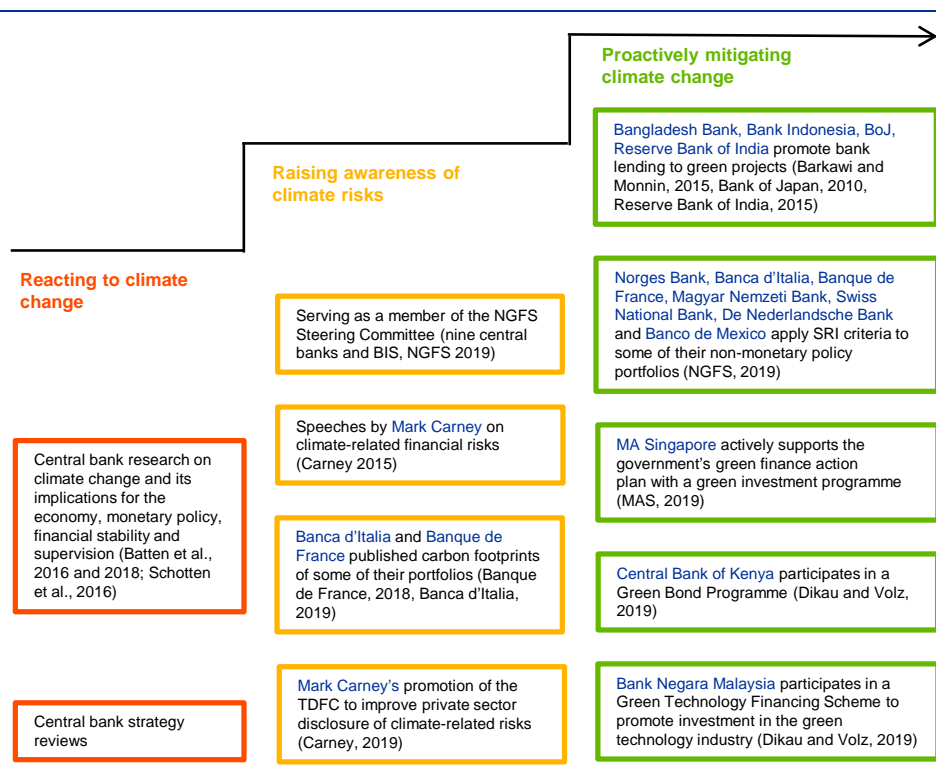 Reacting to climate
change
Central bank research on
climate change and its
implications for the
economy, monetary policy,
financial stability and
supervision (Batten et al.,
2016 and 2018; Schotten
et al., 2016)
Central bank strategy
reviews
Raising awareness of
climate risks
Serving as a member of the NGFS
Steering Committee (nine central
banks and BIS, NGFS 2019)
Speeches by Mark Carney on
climate-related financial risks
(Carney 2015)
Banca d’Italia and Banque de
France published carbon footprints
of some of their portfolios (Banque
de France, 2018, Banca d’Italia,
2019)
Mark Carney’s promotion of the
TDFC to improve private sector
disclosure of climate-related risks
(Carney, 2019)
Proactively mitigating
climate change
Bangladesh Bank, Bank Indonesia, BoJ,
Reserve Bank of India promote bank
lending to green projects (Barkawi and
Monnin, 2015, Bank of Japan, 2010,
Reserve Bank of India, 2015)
Norges Bank, Banca d’Italia, Banque de
France, Magyar Nemzeti Bank, Swiss
National Bank, De Nederlandsche Bank
and Banco de Mexico apply SRI criteria to
some of their non-monetary policy
portfolios (NGFS, 2019)
MA Singapore actively supports the
government’s green finance action
plan with a green investment programme
(MAS, 2019)
Central Bank of Kenya participates in a
Green Bond Programme (Dikau and Volz,
2019)
Bank Negara Malaysia participates in a
Green Technology Financing Scheme to
promote investment in the green
technology industry (Dikau and Volz, 2019)